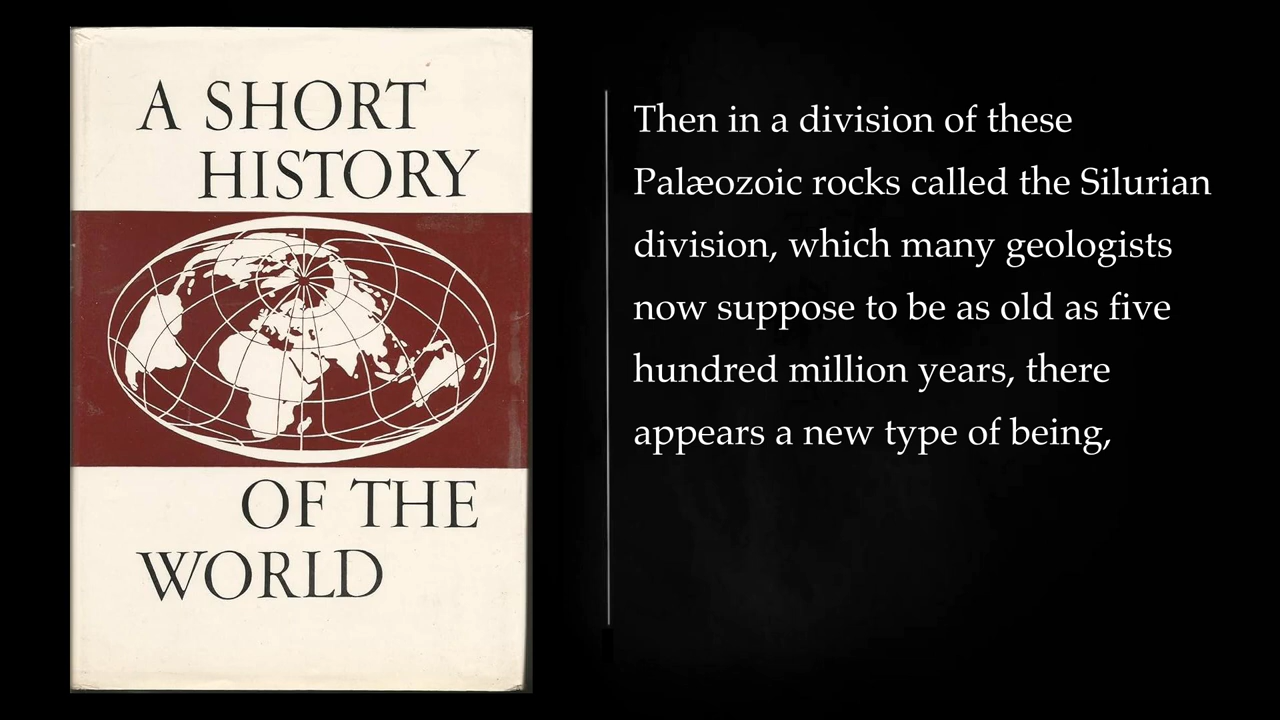 A SHORT
HISTORY
OF THE
WORLD
Then in a division of these
Palæozoic rocks called the Silurian
division, which many geologists
now suppose to be as old as five
hundred million years, there
appears a new type of being,